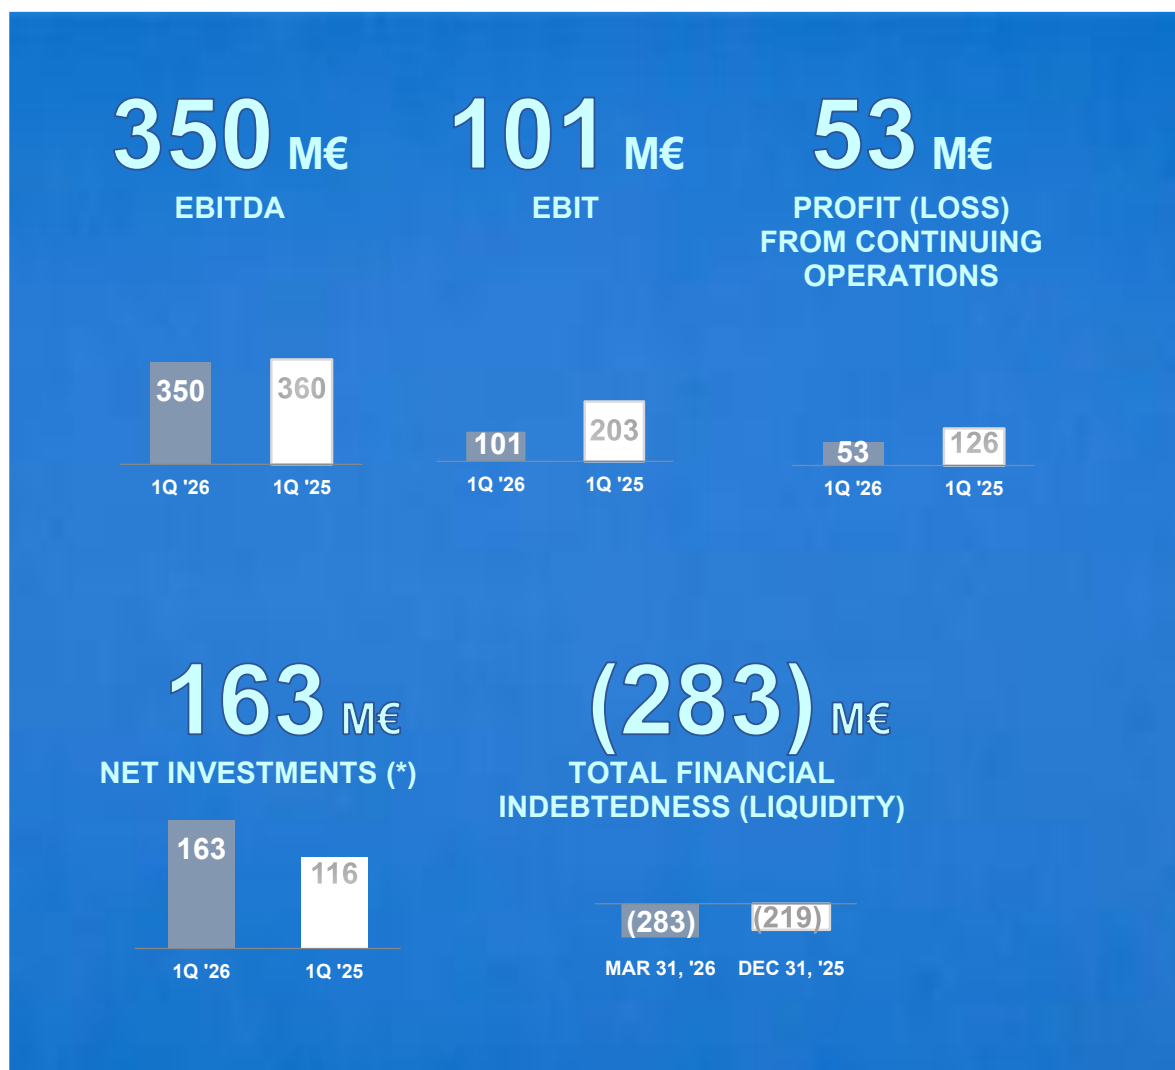 350 M€
EBITDA
101 M€
EBIT
53 M€
PROFIT (LOSS)
FROM CONTINUING
OPERATIONS
350
360
1Q '26
1Q '25
101
203
1Q '26
1Q '25
53
126
1Q '26
1Q '25
163 M€
NET INVESTMENTS (*)
(283) M€
TOTAL FINANCIAL
INDEBTEDNESS (LIQUIDITY)
163
116
1Q '26
1Q '25
(283)
(219)
MAR 31, '26
DEC 31, '25